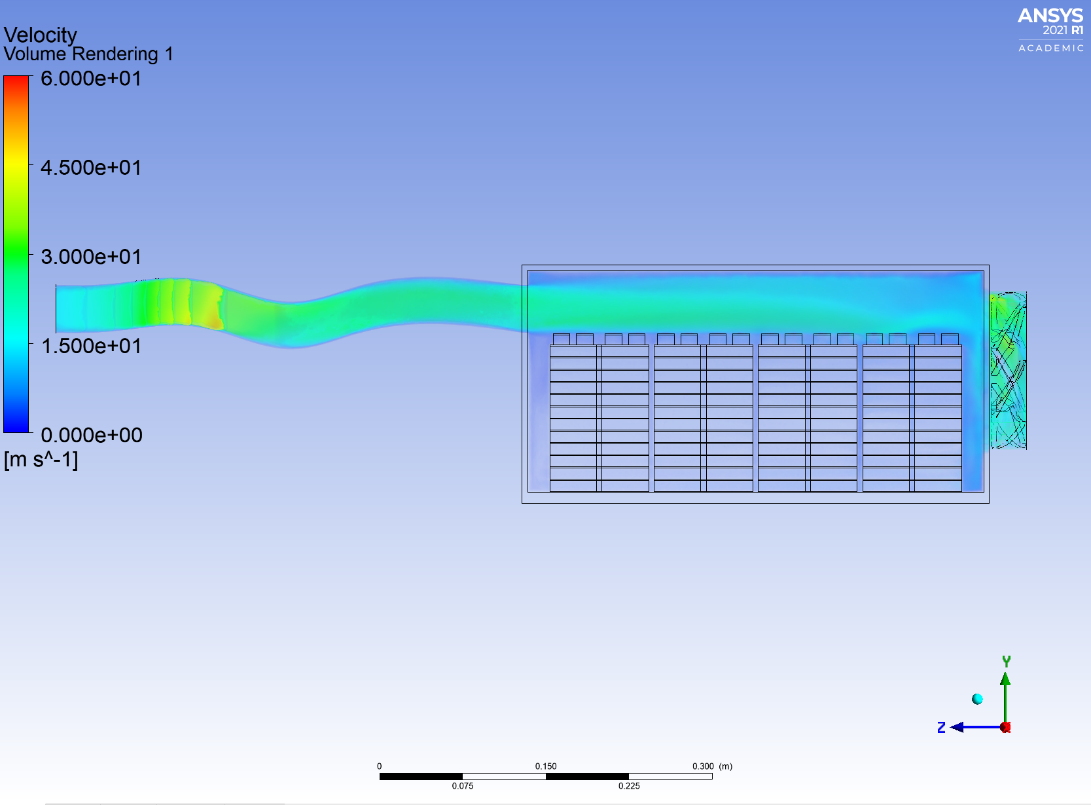 ANSYS
2021 R1
ACADEMIC
Velocity
Volume Rendering 1
6.000e+01
4.500e+01
3.000e+01
1.500e+01
0.000e+00
[m s^-1]
Y
Z
0 0.150 0.300 (m)
0.075 0.225